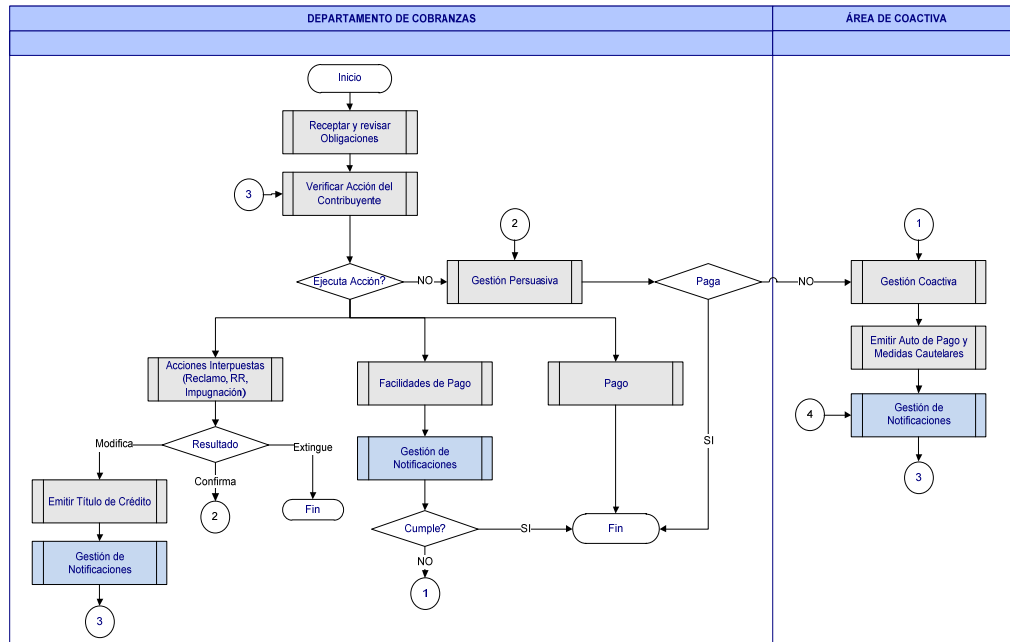 DEPARTAMENTO DE COBRANZAS
ÁREA DE COACTIVA
Inicio
Receptar y revisar
Obligaciones
3
Verificar Acción del
Contribuyente
2
1
Ejecuta Acción?
NO
Gestión Persuasiva
Paga
NO
Gestión Coactiva
Emitir Auto de Pago y
Medidas Cautelares
Acciones Interpuestas
(Reclamo, RR,
Impugnación)
Facilidades de Pago
Pago
4
Gestión de
Notificaciones
Modifica
Resultado
Extingue
Gestión de
Notificaciones
SI
3
Confirma
Emitir Título de Crédito
2
Fin
Cumple?
SI
Fin
Gestión de
Notificaciones
NO
1
3